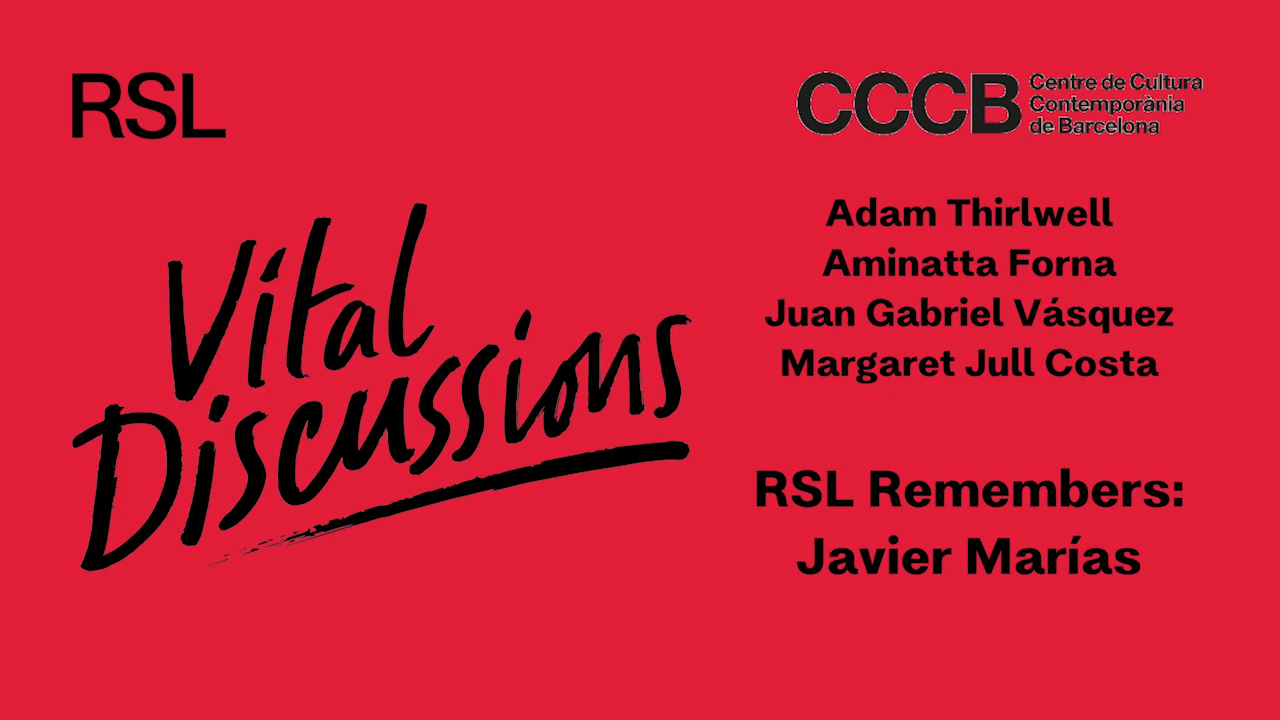 RSL
CCCB
Centre de Cultura
Contemporània
de Barcelona
Vital
Discussions
Adam Thirlwell
Aminatta Forna
Juan Gabriel Vásquez
Margaret Jull Costa
RSL Remembers:
Javier Marías